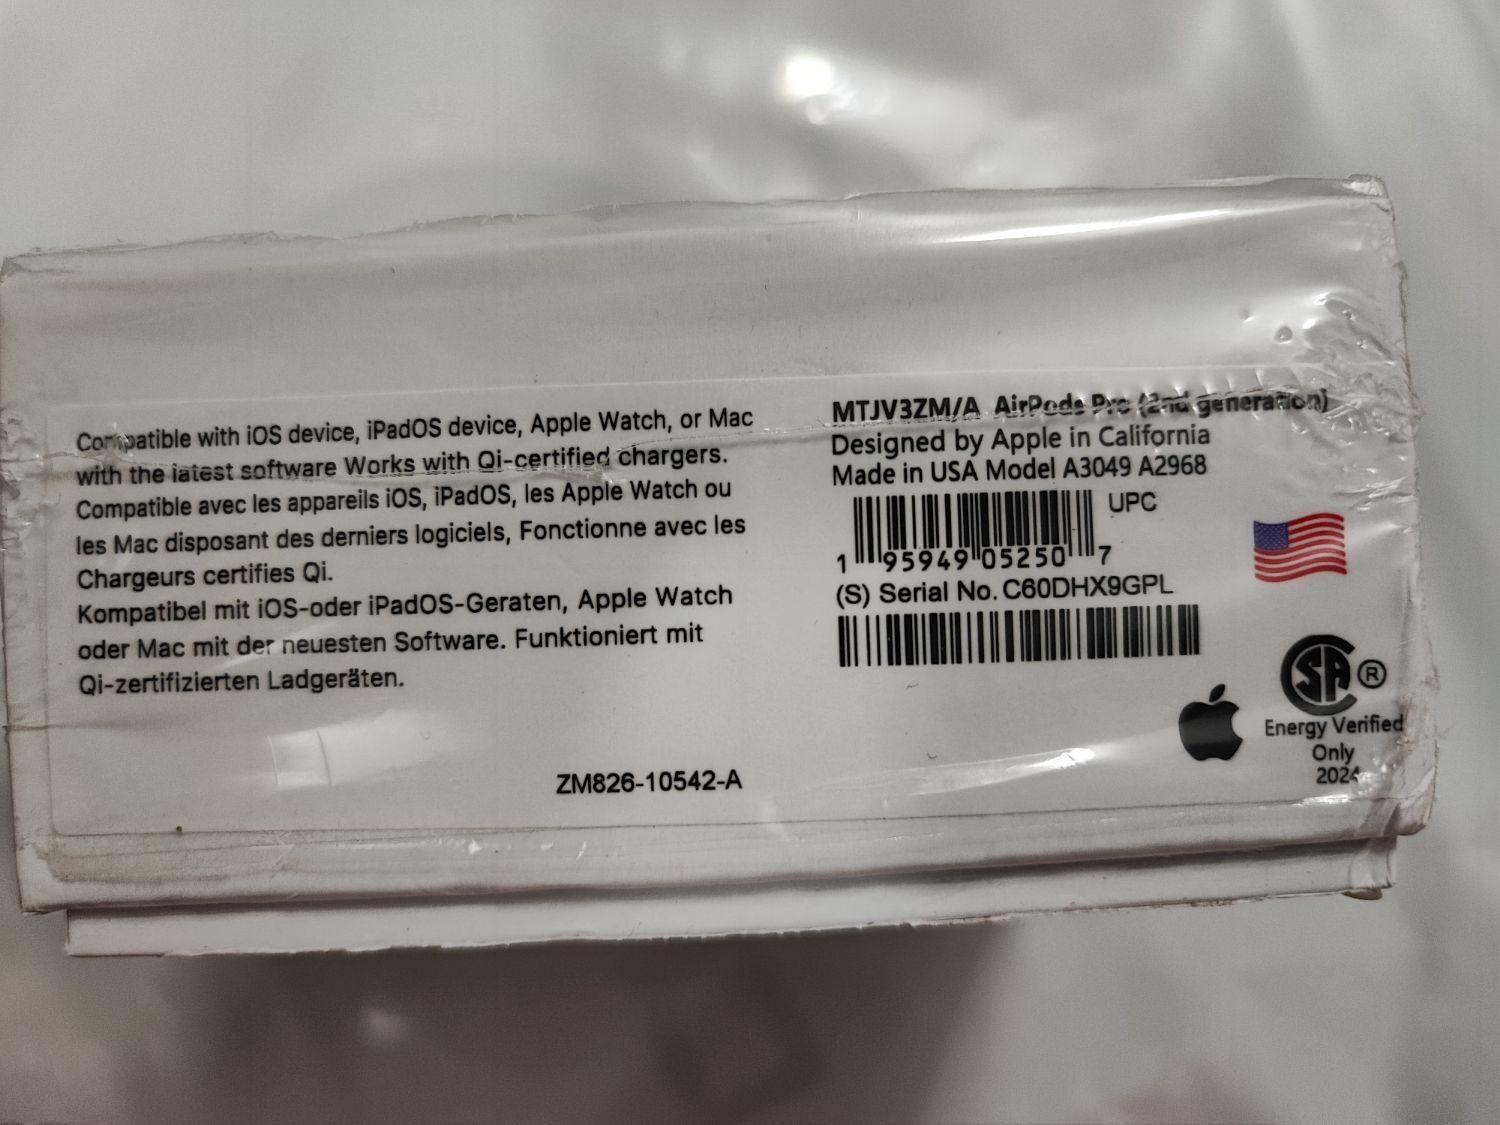 Compatible with iOS device, iPadOS device, Apple Watch, or Mac
with the latest software Works with Qi-certified chargers.
Compatible avec les appareils iOS, iPadOS, les Apple Watch ou
les Mac disposant des derniers logiciels, Fonctionne avec les
Chargeurs certifies Qi.
Kompatibel mit iOS-oder iPadOS-Geraten, Apple Watch
oder Mac mit der neuesten Software. Funktioniert mit
Qi-zertifizierten Ladgeräten.
ZM826-10542-A
MTJV3ZM/A AirPods Pro (2nd generation)
Designed by Apple in California
Made in USA Model A3049 A2968
UPC
1 95949 05250 7
(S) Serial No. C60DHX9GPL
SA ®
Energy Verified
Only
2024